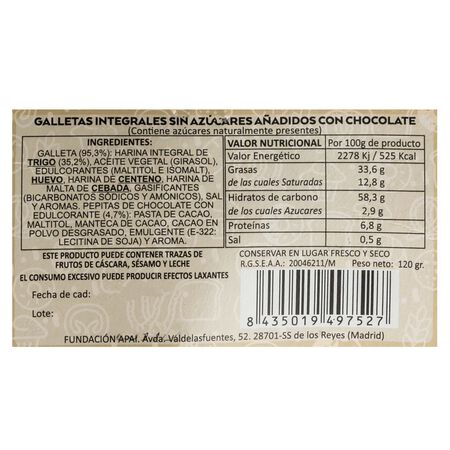 GALLETAS INTEGRALES SIN AZÚCARES AÑADIDOS CON CHOCOLATE
(Contiene azúcares naturalmente presentes)
INGREDIENTES:
GALLETA (95,3%): HARINA INTEGRAL DE
TRIGO (35,2%), ACEITE VEGETAL (GIRASOL),
EDULCORANTES (MALTITOL E ISOMALT),
HUEVO, HARINA DE CENTENO, HARINA DE
MALTA DE CEBADA, GASIFICANTES
(BICARBONATOS SÓDICOS Y AMÓNICOS), SAL
Y AROMAS. PEPITAS DE CHOCOLATE CON
EDULCORANTE (4,7%): PASTA DE CACAO,
MALTITOL, MANTECA DE CACAO, CACAO EN
POLVO DESGRASADO, EMULGENTE (E-322:
LECITINA DE SOJA) Y AROMA.
ESTE PRODUCTO PUEDE CONTENER TRAZAS DE
FRUTOS DE CÁSCARA, SÉSAMO Y LECHE
EL CONSUMO EXCESIVO PUEDE PRODUCIR EFECTOS LAXANTES
Fecha de cad:
Lote:
VALOR NUTRICIONAL Por 100g de producto
Valor Energético 2278 Kj / 525 Kcal
Grasas 33,6 g
de las cuales Saturadas 12,8 g
Hidratos de carbono 58,3 g
de los cuales Azucares 2,9 g
Proteínas 6,8 g
Sal 0,5 g
CONSERVAR EN LUGAR FRESCO Y SECO
R.G.S.E.A.A.: 20046211/M Peso neto: 120 gr.
8 435019 497527
FUNDACIÓN APAI. Avda. Valdelasfuentes, 52. 28701-SS de los Reyes (Madrid)